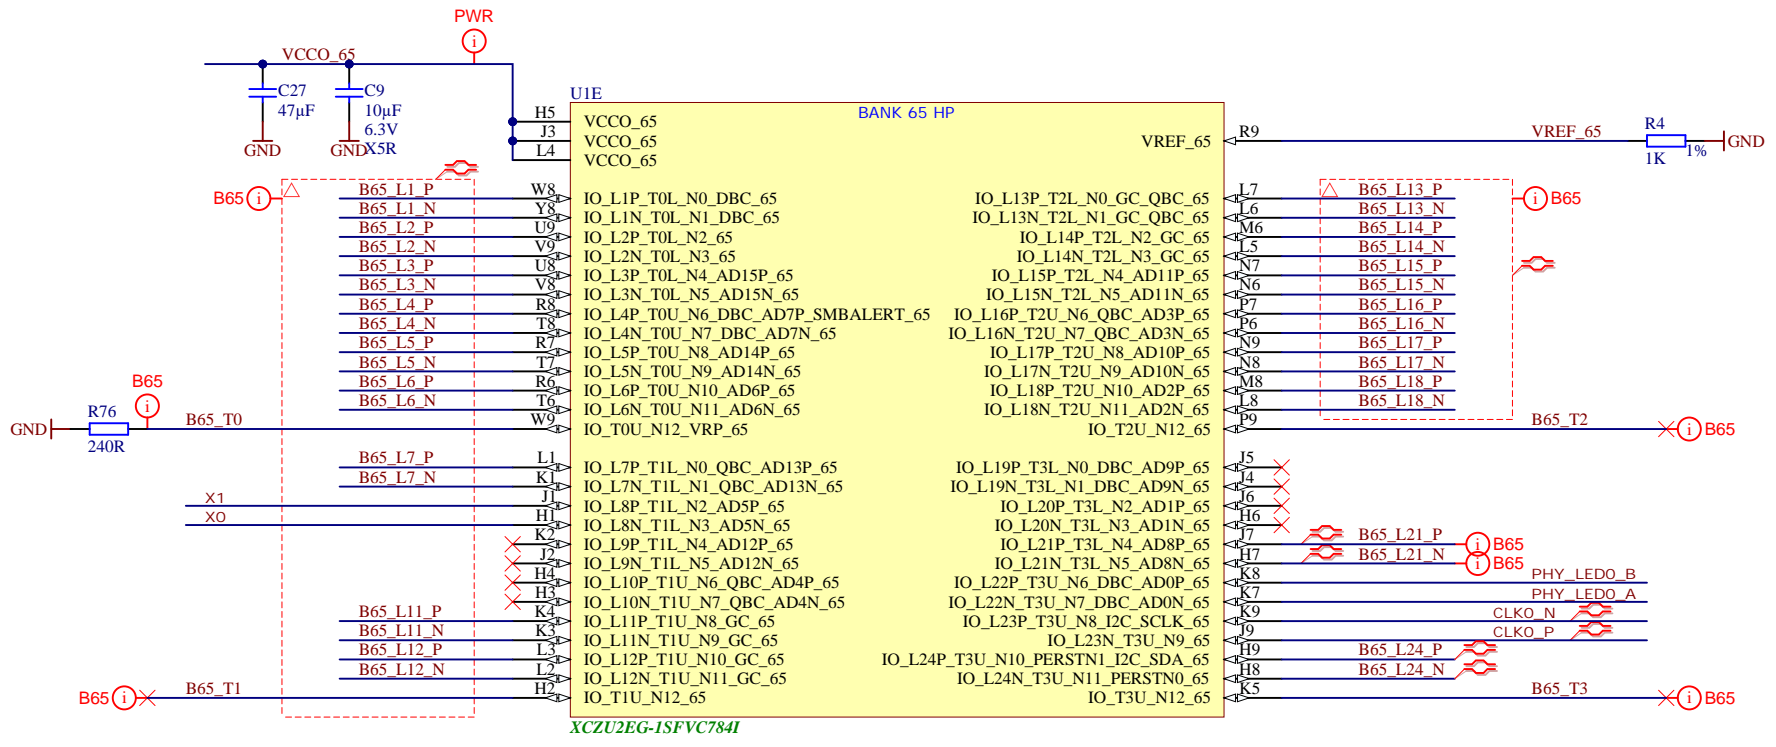 PWR
VCCO_65
C27
47µF
GND
C9
10µF
6.3V
X5R
GND
U1E
BANK 65 HP
H5 VCCO_65
J3 VCCO_65
L4 VCCO_65
VREF_65 R9 VREF_65 R4 1K 1% GND
B65
B65_L1_P W8 IO_L1P_T0L_N0_DBC_65
B65_L1_N Y8 IO_L1N_T0L_N1_DBC_65
B65_L2_P U9 IO_L2P_T0L_N2_65
B65_L2_N V9 IO_L2N_T0L_N3_65
B65_L3_P U8 IO_L3P_T0L_N4_AD15P_65
B65_L3_N V8 IO_L3N_T0L_N5_AD15N_65
B65_L4_P R8 IO_L4P_T0U_N6_DBC_AD7P_SMBALERT_65
B65_L4_N T8 IO_L4N_T0U_N7_DBC_AD7N_65
B65_L5_P R7 IO_L5P_T0U_N8_AD14P_65
B65_L5_N T7 IO_L5N_T0U_N9_AD14N_65
B65_L6_P R6 IO_L6P_T0U_N10_AD6P_65
B65_L6_N T6 IO_L6N_T0U_N11_AD6N_65
B65
GND R76 240R B65_T0 W9 IO_T0U_N12_VRP_65
B65_L7_P L1 IO_L7P_T1L_N0_QBC_AD13P_65
B65_L7_N K1 IO_L7N_T1L_N1_QBC_AD13N_65
X1 J1 IO_L8P_T1L_N2_AD5P_65
X0 H1 IO_L8N_T1L_N3_AD5N_65
K2 IO_L9P_T1L_N4_AD12P_65
J2 IO_L9N_T1L_N5_AD12N_65
H4 IO_L10P_T1U_N6_QBC_AD4P_65
H3 IO_L10N_T1U_N7_QBC_AD4N_65
B65_L11_P K4 IO_L11P_T1U_N8_GC_65
B65_L11_N K3 IO_L11N_T1U_N9_GC_65
B65_L12_P L3 IO_L12P_T1U_N10_GC_65
B65_L12_N L2 IO_L12N_T1U_N11_GC_65
B65 B65_T1 H2 IO_T1U_N12_65
IO_L13P_T2L_N0_GC_QBC_65 L7 B65_L13_P B65
IO_L13N_T2L_N1_GC_QBC_65 L6 B65_L13_N
IO_L14P_T2L_N2_GC_65 M6 B65_L14_P
IO_L14N_T2L_N3_GC_65 L5 B65_L14_N
IO_L15P_T2L_N4_AD11P_65 N7 B65_L15_P
IO_L15N_T2L_N5_AD11N_65 N6 B65_L15_N
IO_L16P_T2U_N6_QBC_AD3P_65 P7 B65_L16_P
IO_L16N_T2U_N7_QBC_AD3N_65 P6 B65_L16_N
IO_L17P_T2U_N8_AD10P_65 N9 B65_L17_P
IO_L17N_T2U_N9_AD10N_65 N8 B65_L17_N
IO_L18P_T2U_N10_AD2P_65 M8 B65_L18_P
IO_L18N_T2U_N11_AD2N_65 L8 B65_L18_N
IO_T2U_N12_65 P9 B65_T2 B65
IO_L19P_T3L_N0_DBC_AD9P_65 J5
IO_L19N_T3L_N1_DBC_AD9N_65 J4
IO_L20P_T3L_N2_AD1P_65 J6
IO_L20N_T3L_N3_AD1N_65 H6
IO_L21P_T3L_N4_AD8P_65 J7 B65_L21_P B65
IO_L21N_T3L_N5_AD8N_65 H7 B65_L21_N B65
IO_L22P_T3U_N6_DBC_AD0P_65 K8 PHY_LED0_B
IO_L22N_T3U_N7_DBC_AD0N_65 K7 PHY_LED0_A
IO_L23P_T3U_N8_I2C_SCLK_65 K9 CLK0_N
IO_L23N_T3U_N9_65 J9 CLK0_P
IO_L24P_T3U_N10_PERSTN1_I2C_SDA_65 H9 B65_L24_P
IO_L24N_T3U_N11_PERSTN0_65 H8 B65_L24_N
IO_T3U_N12_65 K5 B65_T3 B65
XCZU2EG-1SFVC784I